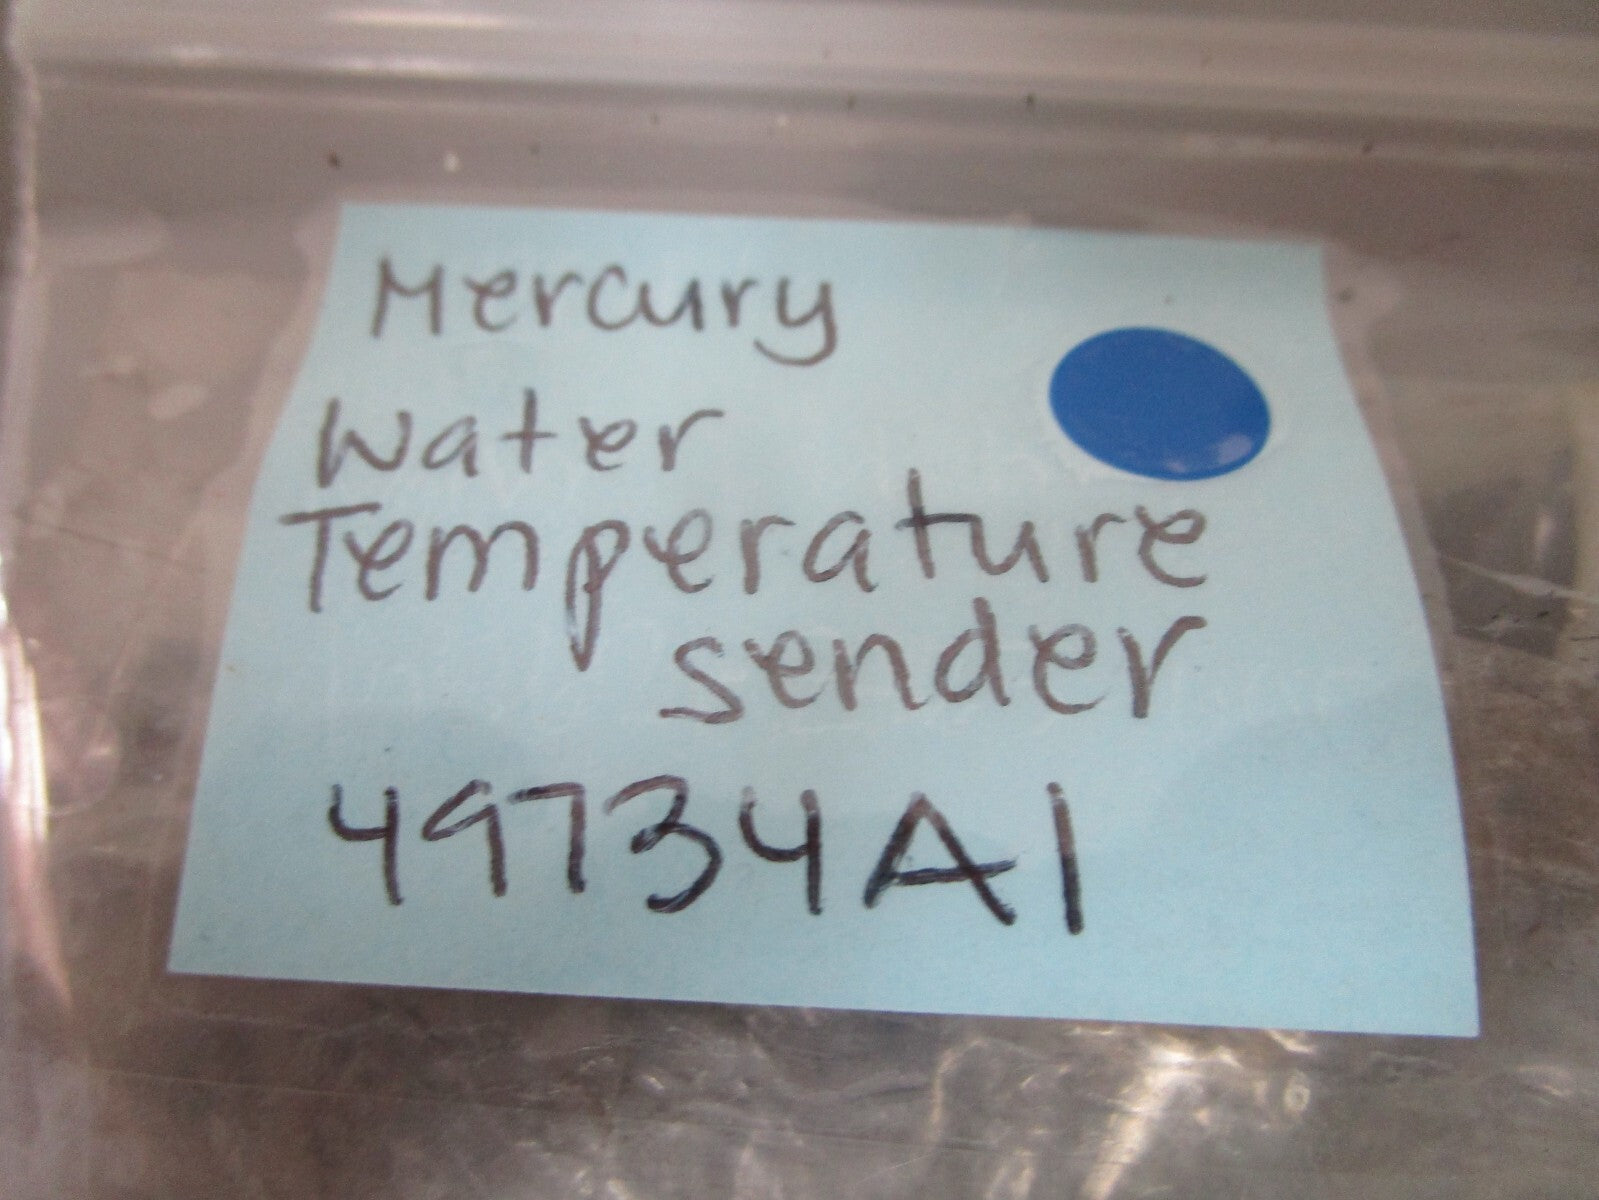 Mercury
Water
Temperature
sender
49734A1